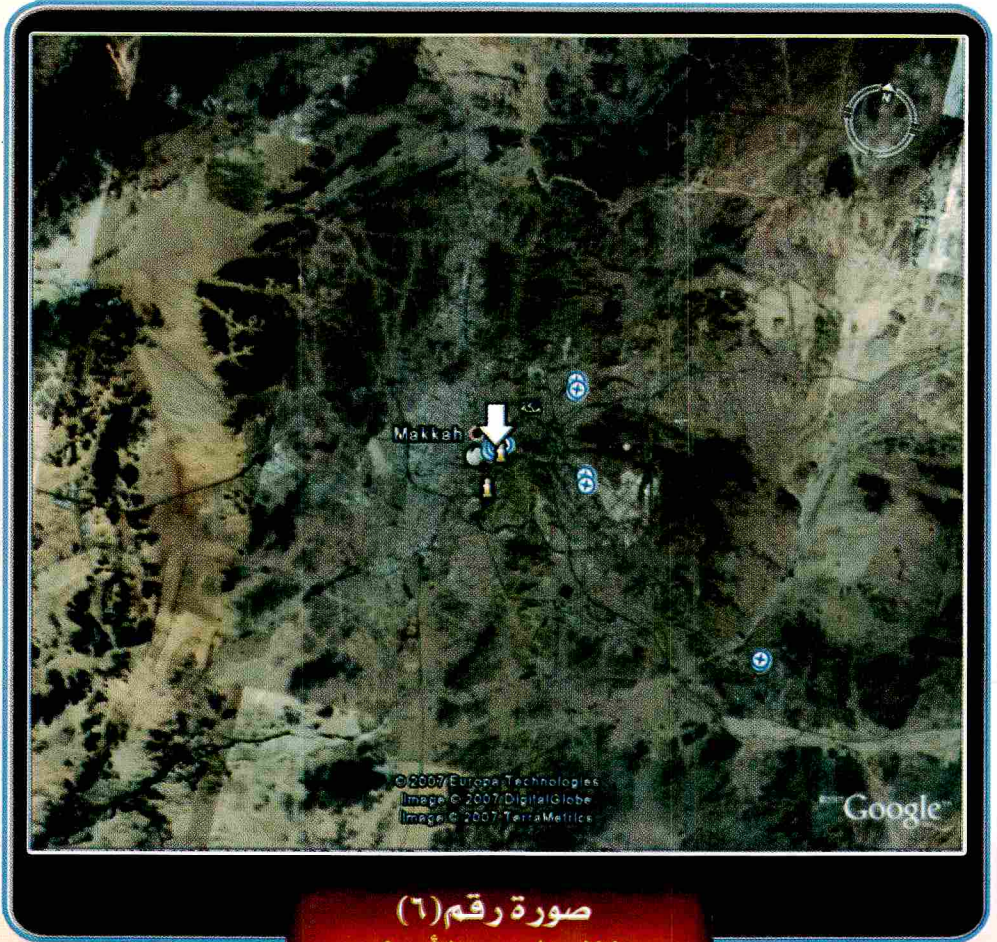 N
مكة
Makkah
© 2007 Europa Technologies
Image © 2007 DigitalGlobe
Image © 2007 TerraMetrics
Google
صورة رقم (٦)